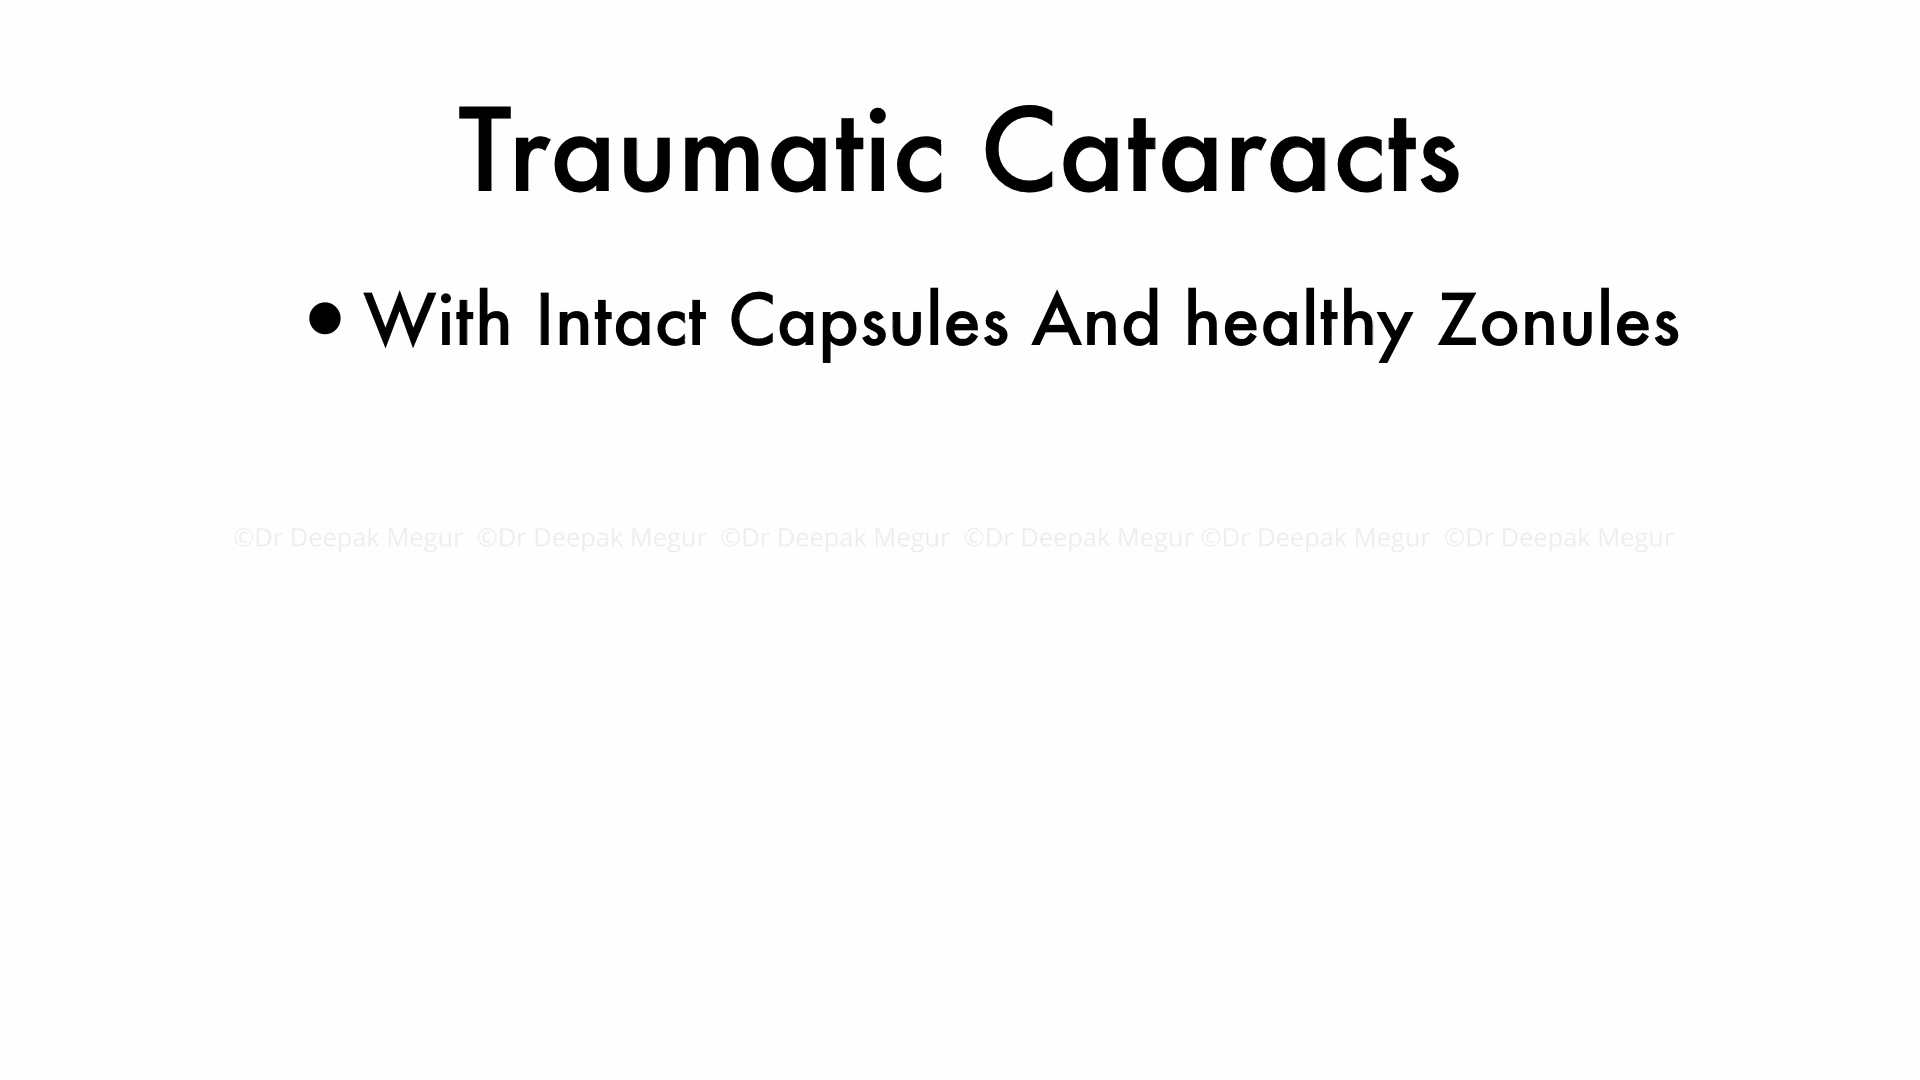 Traumatic Cataracts
• With Intact Capsules And healthy Zonules
©Dr Deepak Megur ©Dr Deepak Megur ©Dr Deepak Megur ©Dr Deepak Megur ©Dr Deepak Megur ©Dr Deepak Megur